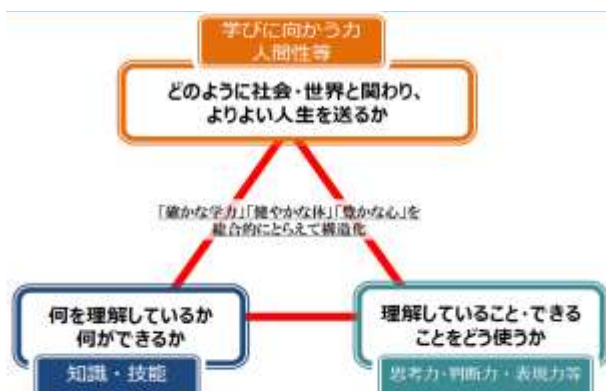 学びに向かう力
人間性等
どのように社会・世界と関わり、
よりよい人生を送るか
「確かな学力」「健やかな体」「豊かな心」を
総合的にとらえて構造化
何を理解しているか
何ができるか
知識・技能
理解していること・できる
ことをどう使うか
思考力・判断力・表現力等